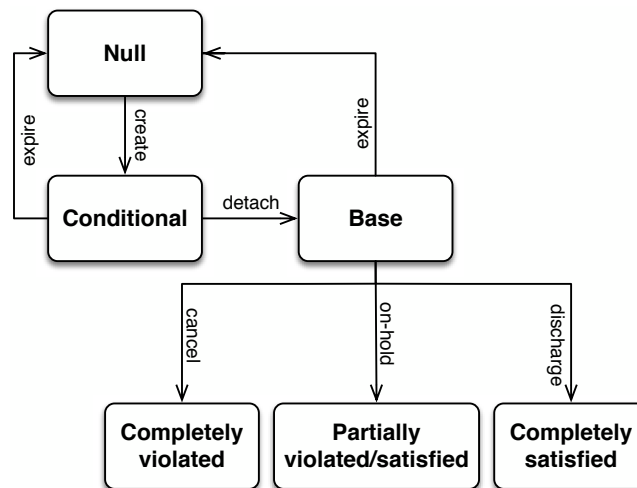 Null
expire
create
expire
Conditional
detach
Base
cancel
on-hold
discharge
Completely
violated
Partially
violated/satisfied
Completely
satisfied